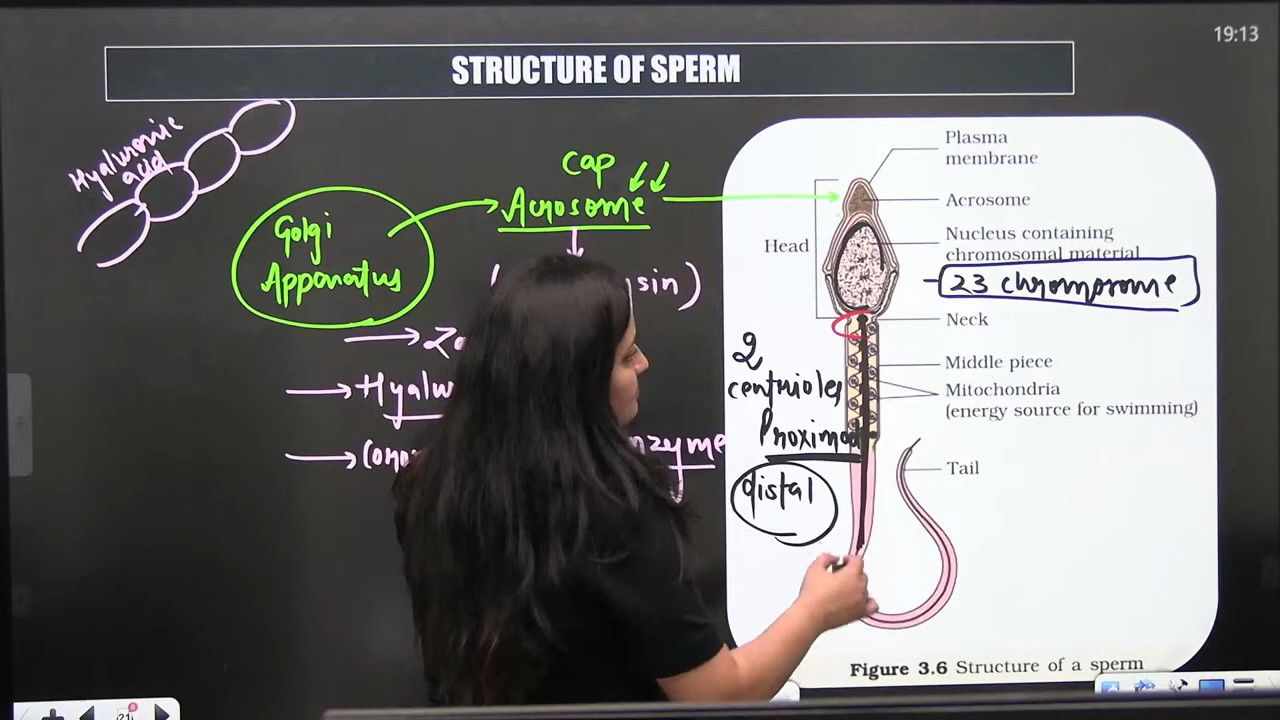 19:13
STRUCTURE OF SPERM
Hyaluronic
acid
Cap
Acrosome
Golgi
Apparatus
sin)
Plasma
membrane
Acrosome
Head
Nucleus containing
chromosomal material
23 chromosome
Neck
2
centrioles
Proximal
distal
Middle piece
Mitochondria
(energy source for swimming)
nzyme
Tail
Figure 3.6 Structure of a sperm
21